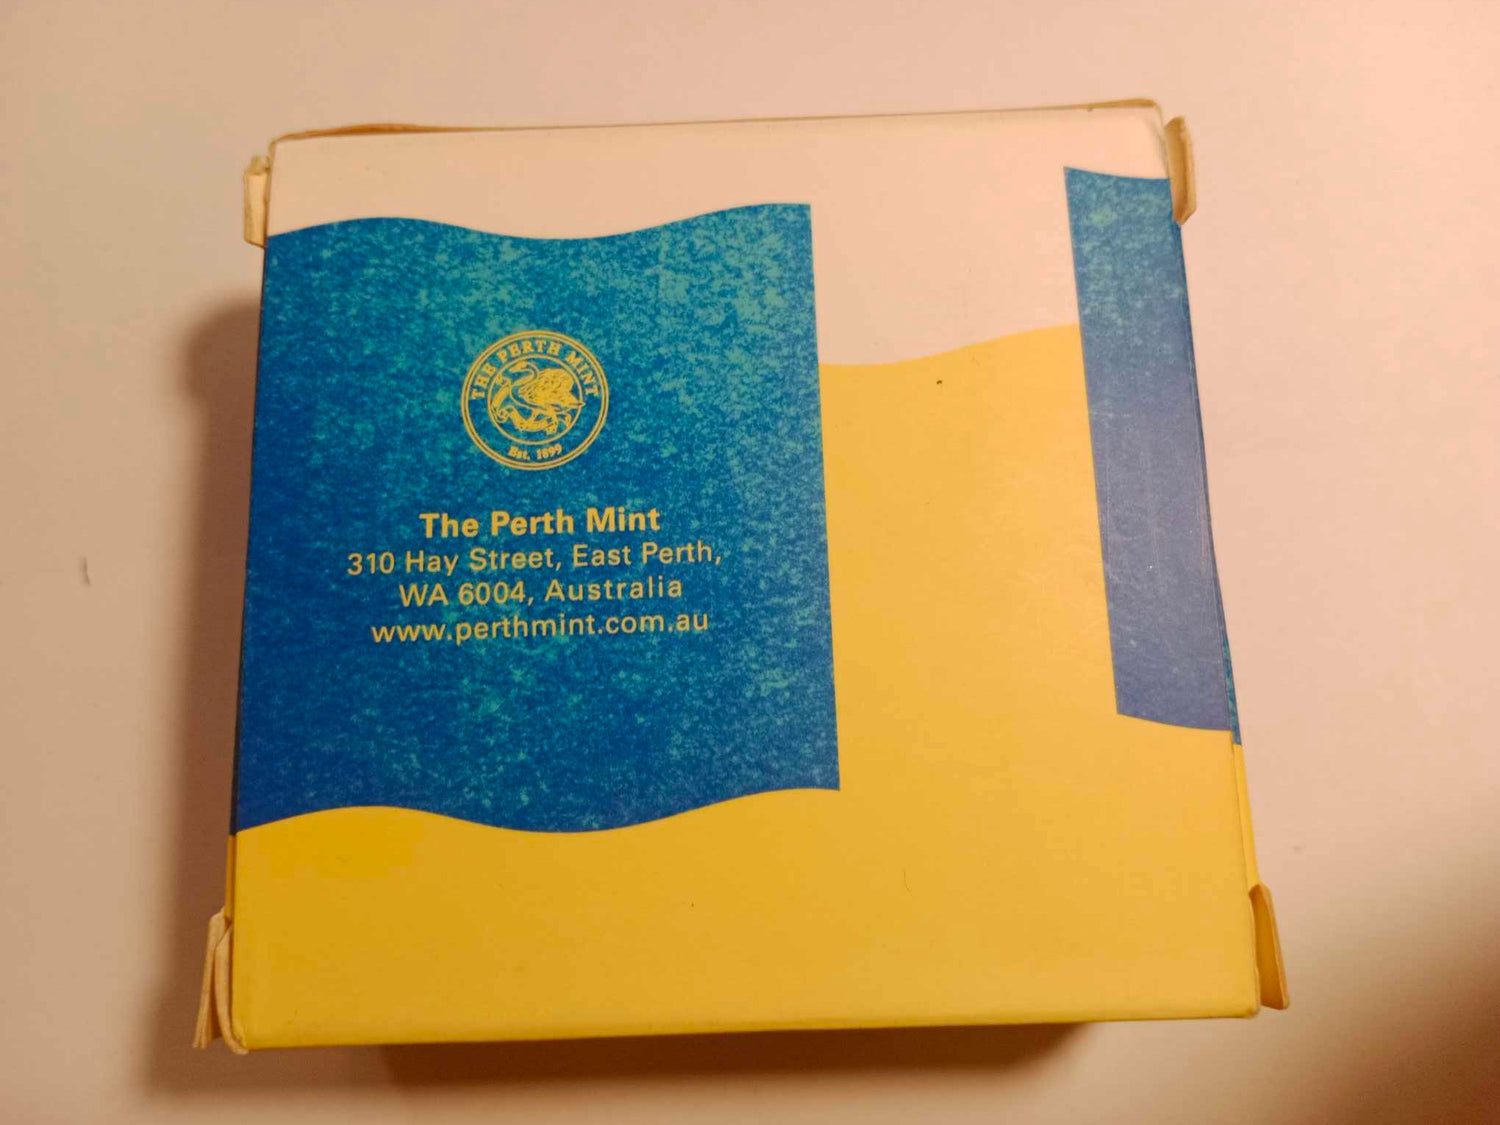 THE PERTH MINT
Est. 1899
The Perth Mint
310 Hay Street, East Perth,
WA 6004, Australia
www.perthmint.com.au